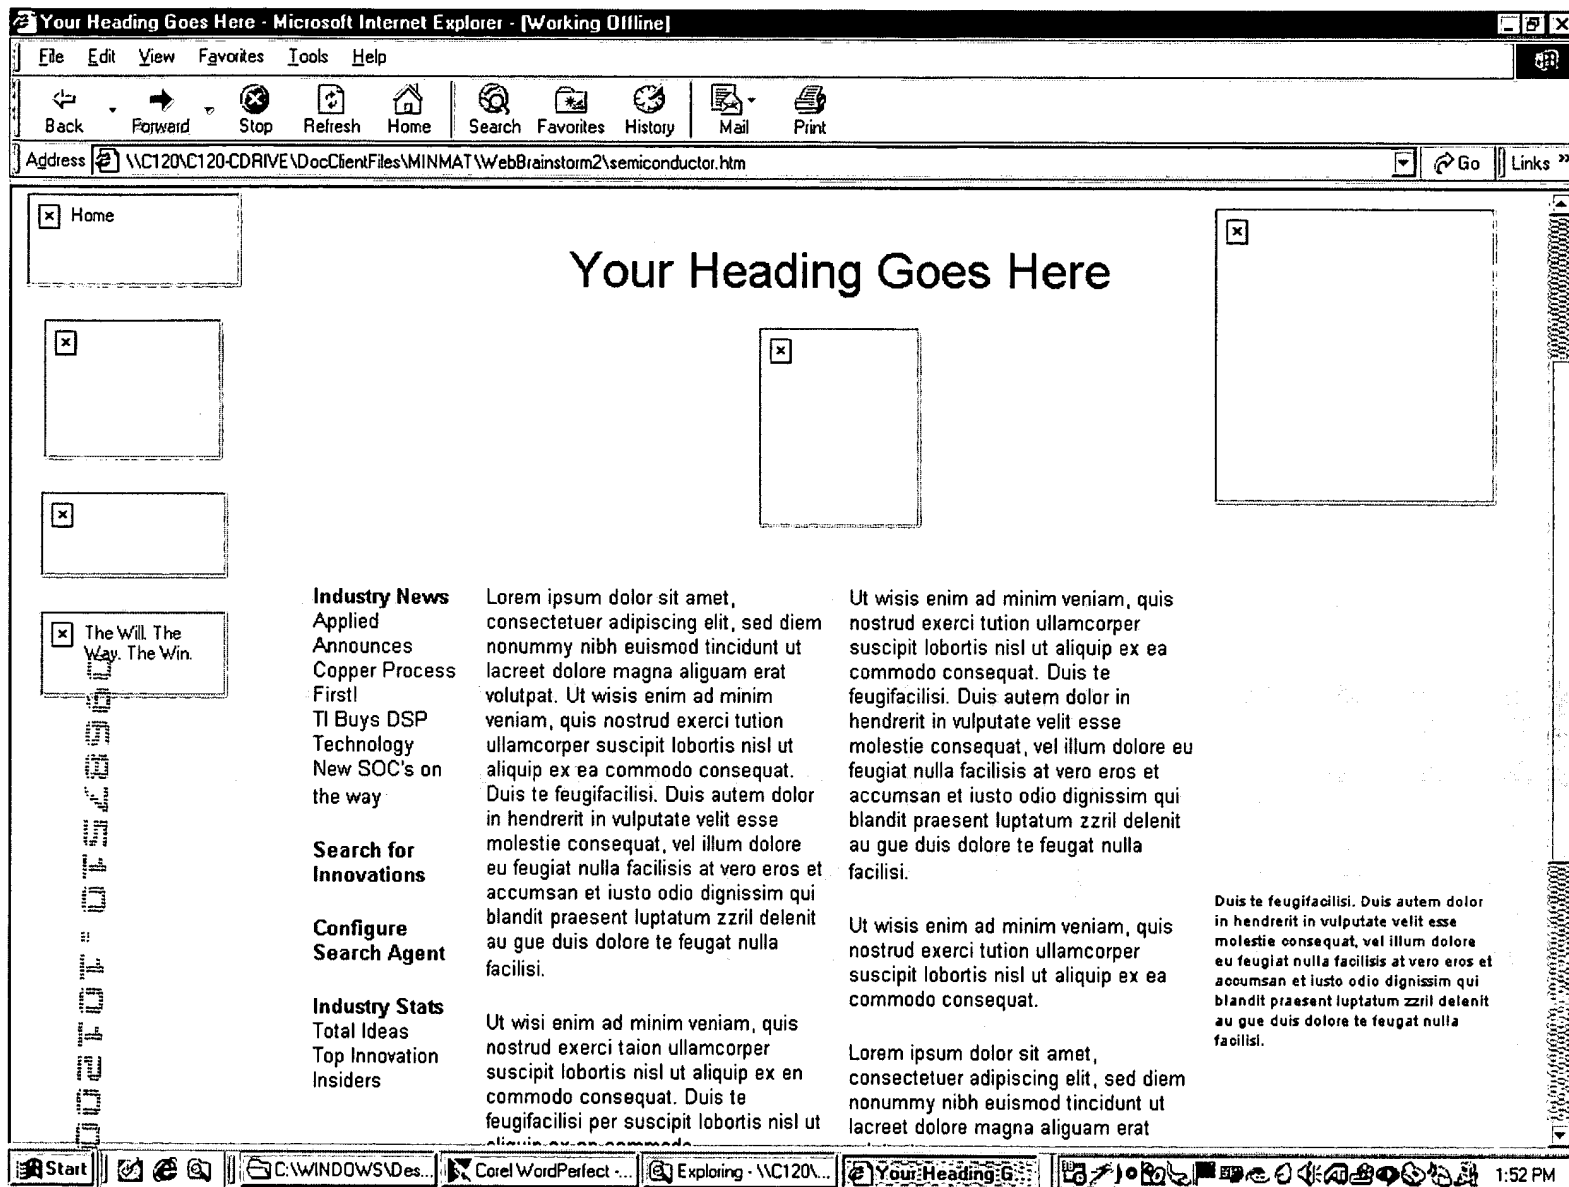 Your Heading Goes Here - Microsoft Internet Explorer - [Working Offline]
File Edit View Favorites Tools Help
Back Forward Stop Refresh Home Search Favorites History Mail Print
Address \\C120\C120-CDRIVE\DocClientFiles\MINMAT\WebBrainstorm2\semiconductor.htm Go Links »
Home
Your Heading Goes Here
The Will. The
Way. The Win.
09687510 . 101200
Industry News
Applied
Announces
Copper Process
First!
TI Buys DSP
Technology
New SOC's on
the way
Search for
Innovations
Configure
Search Agent
Industry Stats
Total Ideas
Top Innovation
Insiders
Lorem ipsum dolor sit amet,
consectetuer adipiscing elit, sed diem
nonummy nibh euismod tincidunt ut
lacreet dolore magna aliguam erat
volutpat. Ut wisis enim ad minim
veniam, quis nostrud exerci tution
ullamcorper suscipit lobortis nisl ut
aliquip ex ea commodo consequat.
Duis te feugifacilisi. Duis autem dolor
in hendrerit in vulputate velit esse
molestie consequat, vel illum dolore
eu feugiat nulla facilisis at vero eros et
accumsan et iusto odio dignissim qui
blandit praesent luptatum zzril delenit
au gue duis dolore te feugat nulla
facilisi.
Ut wisi enim ad minim veniam, quis
nostrud exerci taion ullamcorper
suscipit lobortis nisl ut aliquip ex en
commodo consequat. Duis te
feugifacilisi per suscipit lobortis nisl ut
aliquip ex en commodo
Ut wisis enim ad minim veniam, quis
nostrud exerci tution ullamcorper
suscipit lobortis nisl ut aliquip ex ea
commodo consequat. Duis te
feugifacilisi. Duis autem dolor in
hendrerit in vulputate velit esse
molestie consequat, vel illum dolore eu
feugiat nulla facilisis at vero eros et
accumsan et iusto odio dignissim qui
blandit praesent luptatum zzril delenit
au gue duis dolore te feugat nulla
facilisi.
Ut wisis enim ad minim veniam, quis
nostrud exerci tution ullamcorper
suscipit lobortis nisl ut aliquip ex ea
commodo consequat.
Lorem ipsum dolor sit amet,
consectetuer adipiscing elit, sed diem
nonummy nibh euismod tincidunt ut
lacreet dolore magna aliguam erat
Duis te feugifacilisi. Duis autem dolor
in hendrerit in vulputate velit esse
molestie consequat, vel illum dolore
eu feugiat nulla facilisis at vero eros et
accumsan et iusto odio dignissim qui
blandit praesent luptatum zzril delenit
au gue duis dolore te feugat nulla
facilisi.
Start C:\WINDOWS\Des... Corel WordPerfect -... Exploring - \\C120\... Your Heading G... 1:52 PM